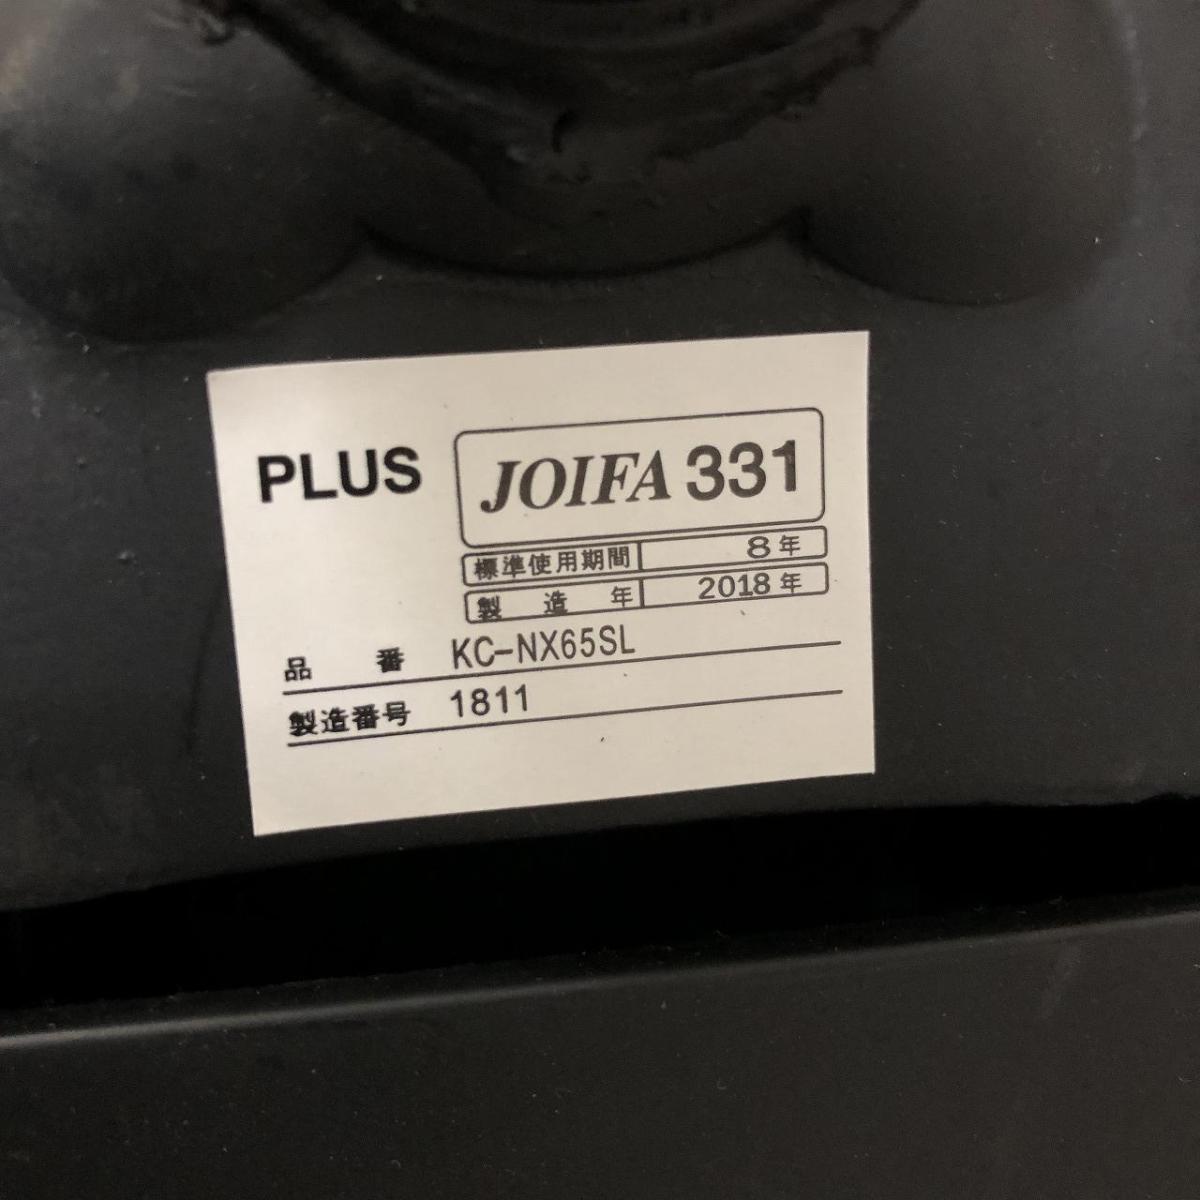 PLUS JOIFA 331
標準使用期間 8年
製造年 2018年
品番 KC-NX65SL
製造番号 1811